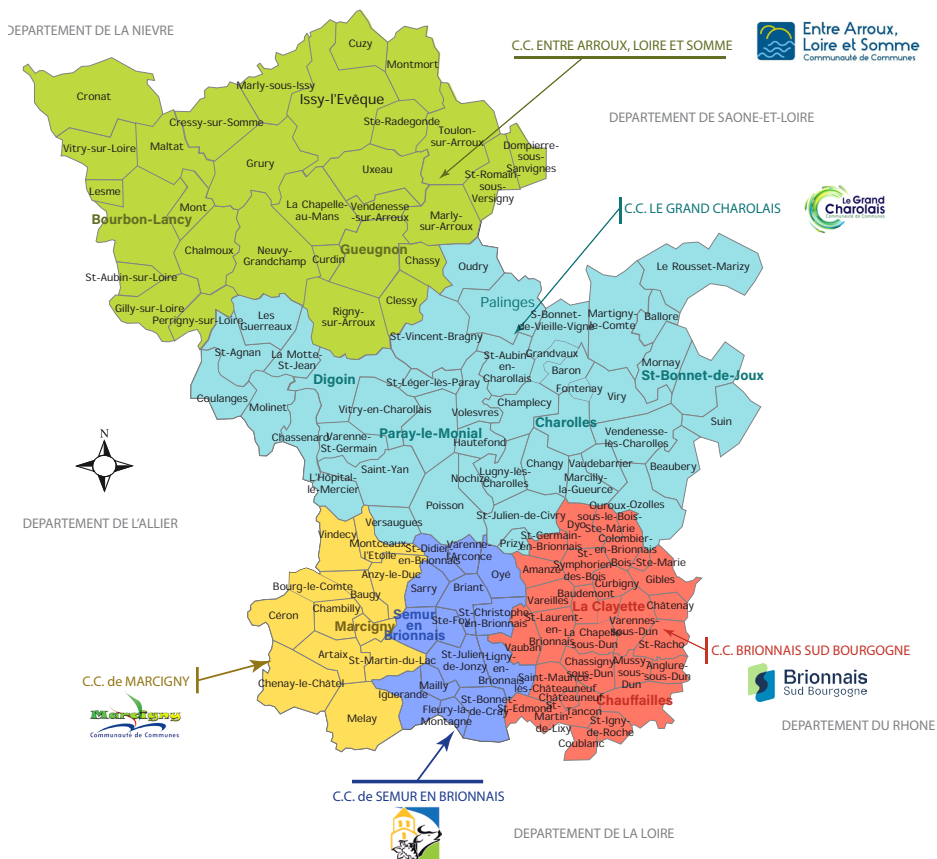 DEPARTEMENT DE LA NIEVRE
C.C. ENTRE ARROUX, LOIRE ET SOMME
Entre Arroux,
Loire et Somme
Communauté de Communes
DEPARTEMENT DE SAONE-ET-LOIRE
Cuzy
Montmort
Marly-sous-Issy
Issy-l'Evêque
Cronat
Cressy-sur-Somme
Ste-Radegonde
Toulon-
sur-Arroux
Dompierre-
sous-
Sanvignes
Vitry-sur-Loire
Maltat
Grury
Uxeau
St-Romain-
sous-
Versigny
Lesme
Mont
Bourbon-Lancy
La Chapelle-
au-Mans
Vendenesse
-sur-Arroux
Marly-
sur-Arroux
C.C. LE GRAND CHAROLAIS
Le Grand
Charolais
Communauté de Communes
Chalmoux
Neuvy-
Grandchamp
Curdin
Gueugnon
Chassy
Oudry
Le Rousset-Marizy
St-Aubin-sur-Loire
Gilly-sur-Loire
Perrigny-sur-Loire
Les
Guerreaux
Rigny-
sur-Arroux
Clessy
Palinges
S-Bonnet-
de-Vieille-Vigne
Martigny-
le-Comte
Ballore
St-Vincent-Bragny
St-Agnan
La Motte-
St-Jean
Digoin
St-Léger-lès-Paray
St-Aubin-
en-
Charollais
Grandvaux
Baron
Mornay
St-Bonnet-de-Joux
Fontenay
Viry
Coulanges
Molinet
Vitry-en-Charollais
Volesvres
Champlecy
Charolles
Suin
Chassenard
Varenne-
St-Germain
Paray-le-Monial
Hautefond
Vendenesse-
lès-Charolles
Saint-Yan
L'Hôpital-
le-Mercier
Nochize
Lugny-lès-
Charolles
Changy
Vaudebarrier
Marcilly-
la-Gueurce
Beaubery
N
DEPARTEMENT DE L'ALLIER
Poisson
St-Julien-de-Civry
Ouroux-
sous-le-Bois-
Ste-Marie
Ozolles
Dyo
Versaugues
Vindecy
Montceaux-
l'Etoile
St-Didier-
en-Brionnais
Varenne-
l'Arconce
Prizy
St-Germain-
en-Brionnais
Colombier-
en-Brionnais
St-
Symphorien-
des-Bois
Bois-Ste-Marie
Anzy-le-Duc
Oyé
Amanzé
Curbigny
Gibles
Bourg-le-Comte
Baugy
Sarry
Briant
Baudemont
Vareilles
La Clayette
Châtenay
Chambilly
Céron
Marcigny
Semur
en
Brionnais
Ste-Foy
St-Christophe-
en-Brionnais
St-Laurent-
en-
Brionnais
Varennes-
sous-Dun
La Chapelle-
sous-Dun
St-Racho
Vauban
Artaix
St-Martin-du-Lac
St-Julien-
de-Jonzy
Ligny-
en-
Brionnais
Chassigny-
sous-Dun
Mussy-
sous-
Dun
Anglure-
sous-Dun
C.C. BRIONNAIS SUD BOURGOGNE
Brionnais
Sud Bourgogne
C.C. de MARCIGNY
Marcigny
Communauté de Communes
Chenay-le-Châtel
Iguerande
Mailly
Saint-Maurice-
lès-Châteauneuf
Châteauneuf
Chauffailles
Melay
Fleury-la-
Montagne
St-Bonnet-
de-Cray
St-Edmond
St-
Martin-
de-Lixy
Tancon
St-Igny-
de-Roche
Coublanc
DEPARTEMENT DU RHONE
C.C. de SEMUR EN BRIONNAIS
DEPARTEMENT DE LA LOIRE